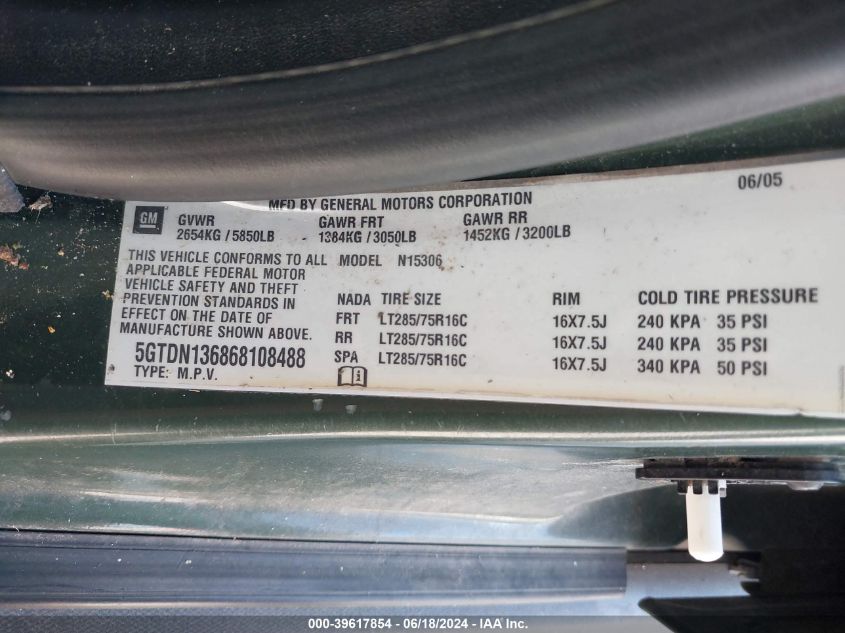 MFD BY GENERAL MOTORS CORPORATION 06/05
GM GVWR GAWR FRT GAWR RR
2654KG / 5850LB 1384KG / 3050LB 1452KG / 3200LB
THIS VEHICLE CONFORMS TO ALL MODEL N15306
APPLICABLE FEDERAL MOTOR
VEHICLE SAFETY AND THEFT
PREVENTION STANDARDS IN
EFFECT ON THE DATE OF
MANUFACTURE SHOWN ABOVE.
5GTDN136868108488
TYPE: M.P.V.
NADA TIRE SIZE RIM COLD TIRE PRESSURE
FRT LT285/75R16C 16X7.5J 240 KPA 35 PSI
RR LT285/75R16C 16X7.5J 240 KPA 35 PSI
SPA LT285/75R16C 16X7.5J 340 KPA 50 PSI
000-39617854 / 06/18/2024 - IAA Inc.